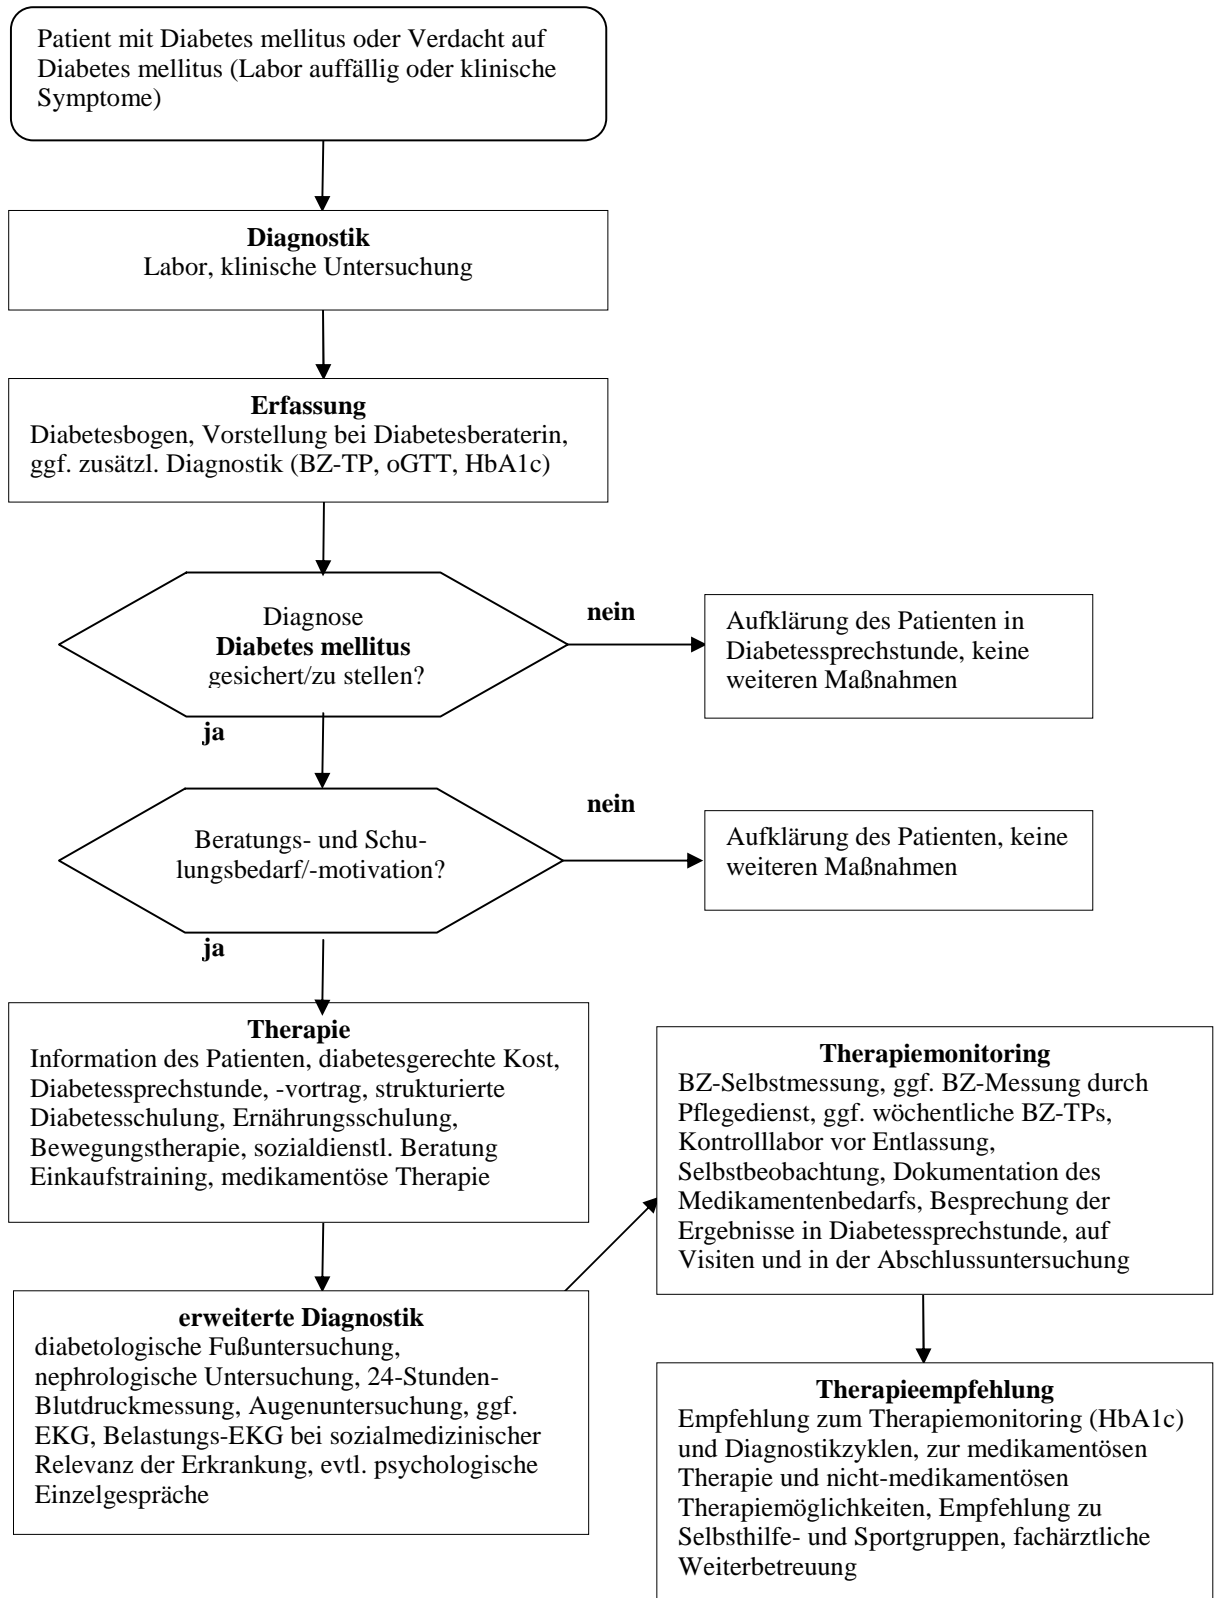 Patient mit Diabetes mellitus oder Verdacht auf
Diabetes mellitus (Labor auffällig oder klinische
Symptome)
Diagnostik
Labor, klinische Untersuchung
Erfassung
Diabetesbogen, Vorstellung bei Diabetesberaterin,
ggf. zusätzl. Diagnostik (BZ-TP, oGTT, HbA1c)
Diagnose
Diabetes mellitus
gesichert/zu stellen?
nein
Aufklärung des Patienten in
Diabetessprechstunde, keine
weiteren Maßnahmen
ja
Beratungs- und Schu-
lungsbedarf/-motivation?
nein
Aufklärung des Patienten, keine
weiteren Maßnahmen
ja
Therapie
Information des Patienten, diabetesgerechte Kost,
Diabetessprechstunde, -vortrag, strukturierte
Diabetesschulung, Ernährungsschulung,
Bewegungstherapie, sozialdienstl. Beratung
Einkaufstraining, medikamentöse Therapie
erweiterte Diagnostik
diabetologische Fußuntersuchung,
nephrologische Untersuchung, 24-Stunden-
Blutdruckmessung, Augenuntersuchung, ggf.
EKG, Belastungs-EKG bei sozialmedizinischer
Relevanz der Erkrankung, evtl. psychologische
Einzelgespräche
Therapiemonitoring
BZ-Selbstmessung, ggf. BZ-Messung durch
Pflegedienst, ggf. wöchentliche BZ-TPs,
Kontrolllabor vor Entlassung,
Selbstbeobachtung, Dokumentation des
Medikamentenbedarfs, Besprechung der
Ergebnisse in Diabetessprechstunde, auf
Visiten und in der Abschlussuntersuchung
Therapieempfehlung
Empfehlung zum Therapiemonitoring (HbA1c)
und Diagnostikzyklen, zur medikamentösen
Therapie und nicht-medikamentösen
Therapiemöglichkeiten, Empfehlung zu
Selbsthilfe- und Sportgruppen, fachärztliche
Weiterbetreuung